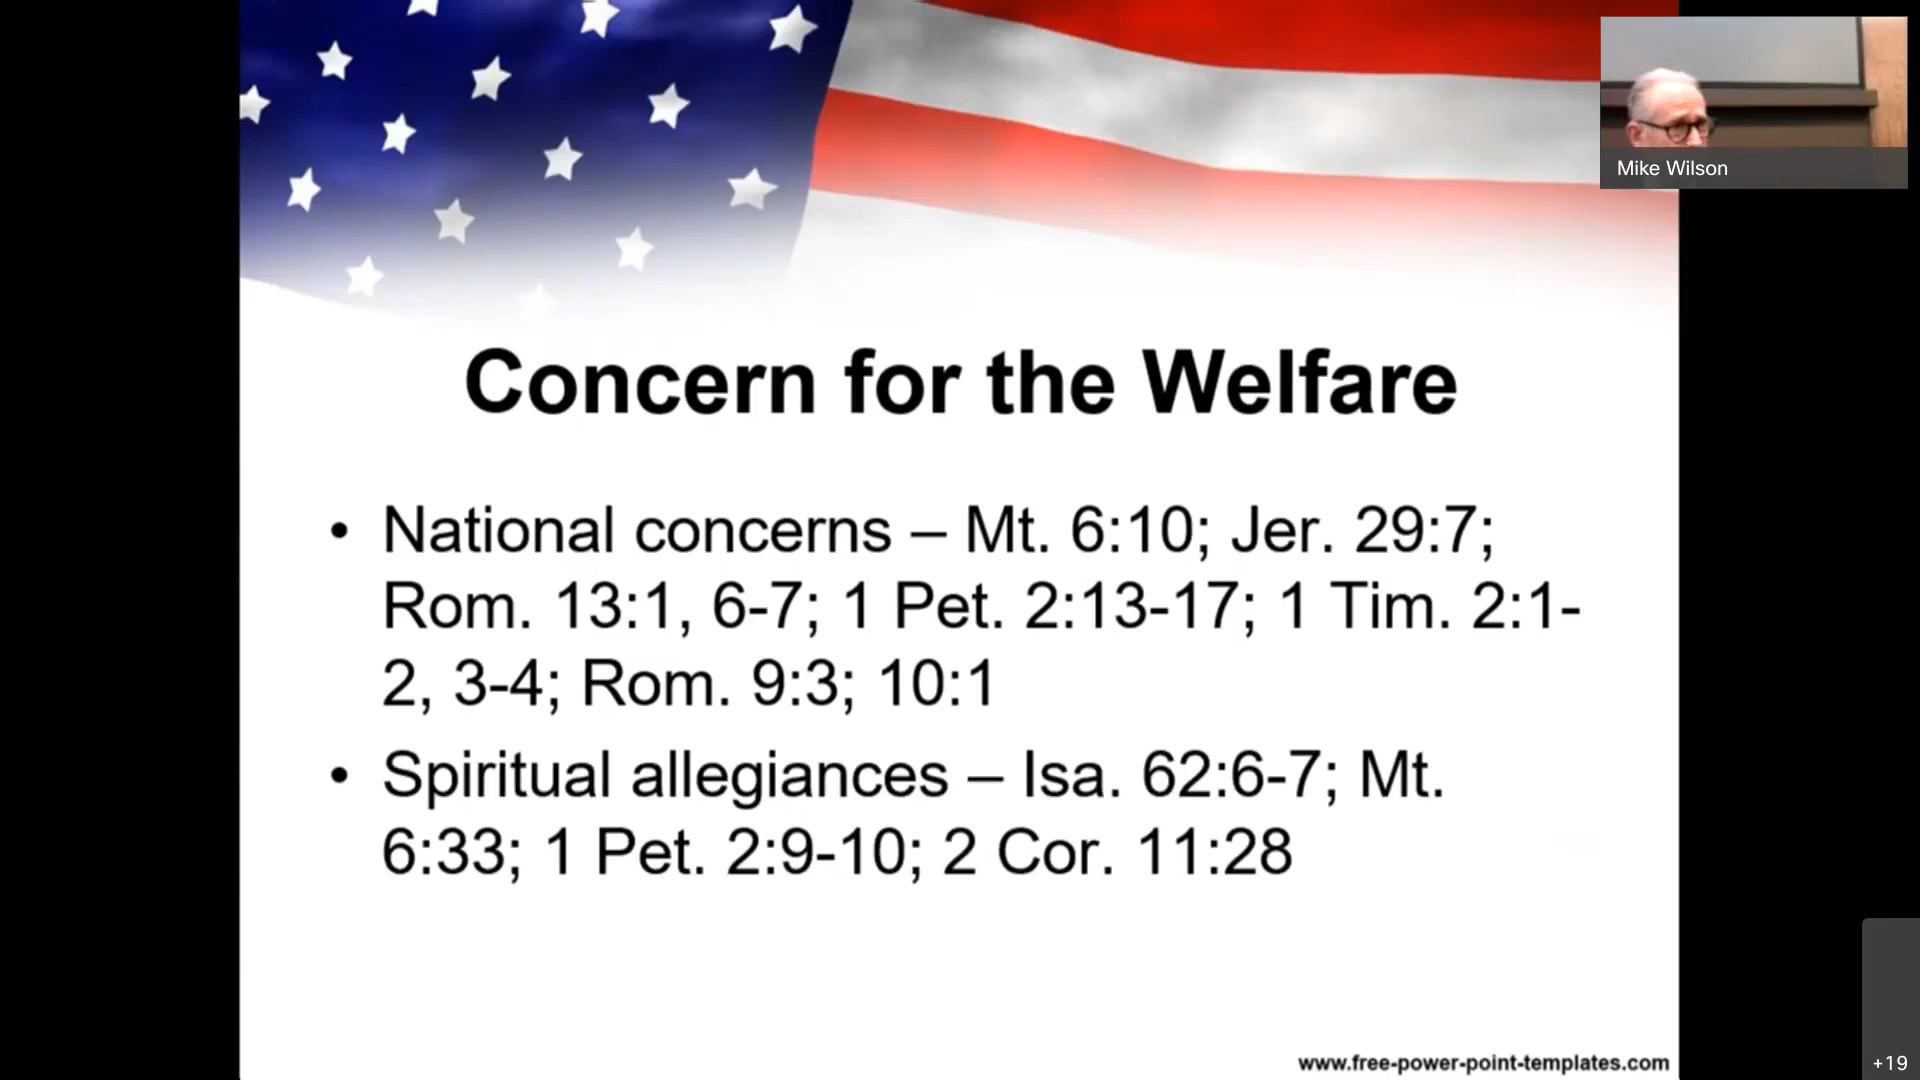 Mike Wilson
Concern for the Welfare
• National concerns – Mt. 6:10; Jer. 29:7;
Rom. 13:1, 6-7; 1 Pet. 2:13-17; 1 Tim. 2:1-
2, 3-4; Rom. 9:3; 10:1
• Spiritual allegiances – Isa. 62:6-7; Mt.
6:33; 1 Pet. 2:9-10; 2 Cor. 11:28
www.free-power-point-templates.com
+19